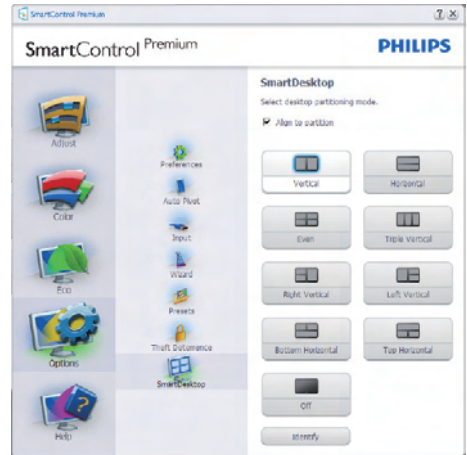 SmartControl Premium
SmartControl Premium
PHILIPS
Adjust
Color
Eco
Options
Help
Preferences
Auto Pivot
Input
Wizard
Presets
Theft Deterrence
SmartDesktop
SmartDesktop
Select desktop partitioning mode.
Align to partition
Vertical
Horizontal
Even
Triple Vertical
Right Vertical
Left Vertical
Bottom Horizontal
Top Horizontal
Off
Identify